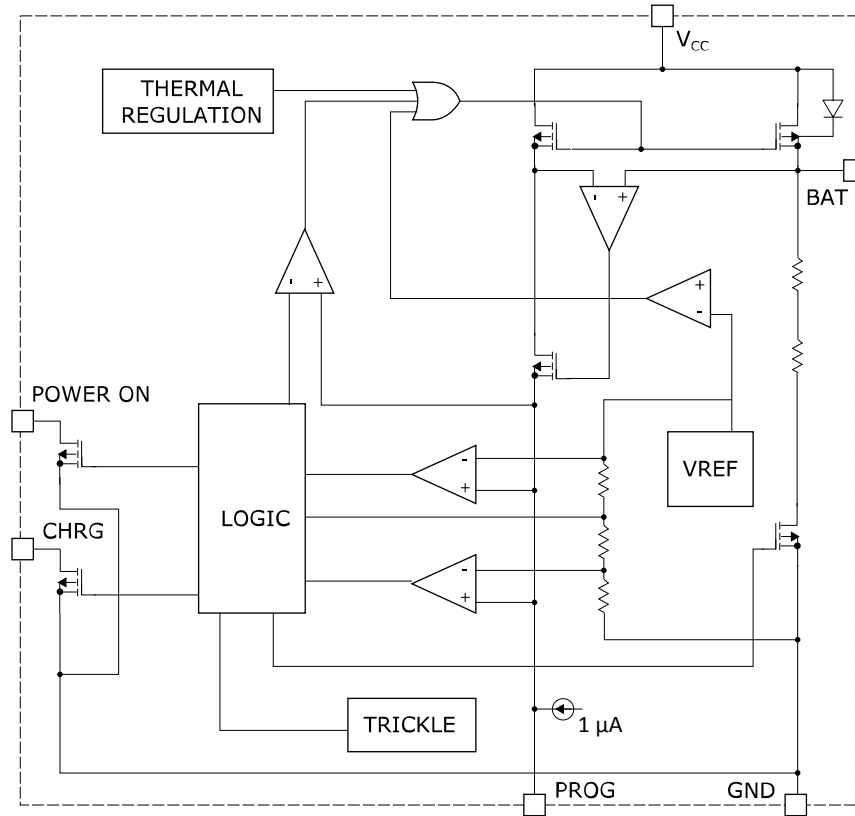 VCC
THERMAL
REGULATION
BAT
- +
- +
+
-
POWER ON
CHRG
LOGIC
-
+
VREF
-
+
TRICKLE
1 μA
PROG
GND